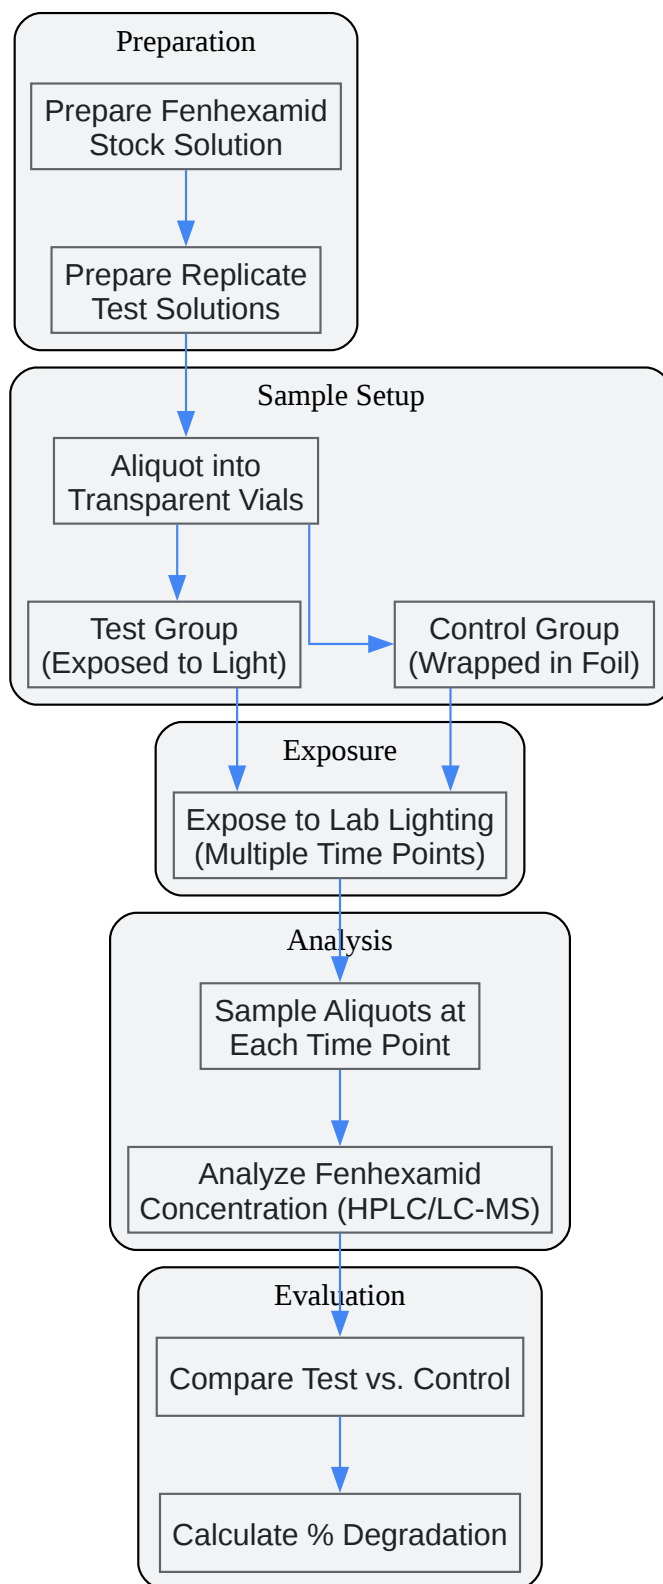 Preparation
Prepare Fenhexamid
Stock Solution
Prepare Replicate
Test Solutions
Sample Setup
Aliquot into
Transparent Vials
Test Group
(Exposed to Light)
Control Group
(Wrapped in Foil)
Exposure
Expose to Lab Lighting
(Multiple Time Points)
Analysis
Sample Aliquots at
Each Time Point
Analyze Fenhexamid
Concentration (HPLC/LC-MS)
Evaluation
Compare Test vs. Control
Calculate % Degradation